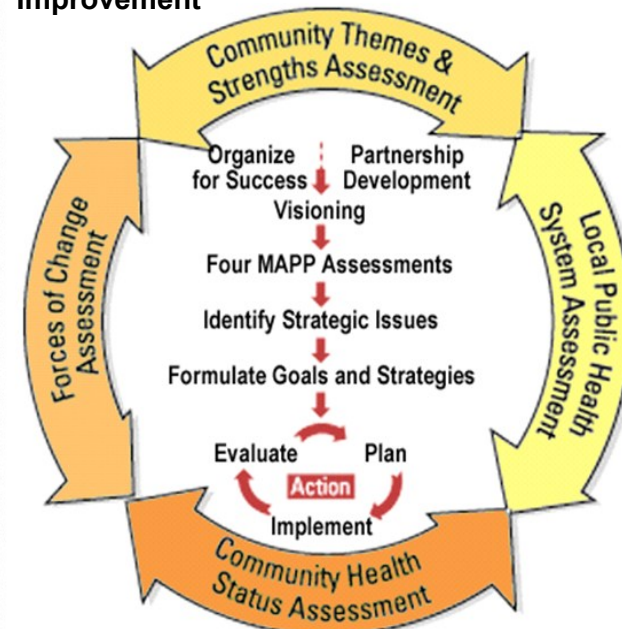 Improvement
Community Themes &
Strengths Assessment
Organize
for Success
Partnership
Development
Visioning
Four MAPP Assessments
Identify Strategic Issues
Formulate Goals and Strategies
Evaluate
Plan
Action
Implement
Forces of Change
Assessment
Local Public Health
System Assessment
Community Health
Status Assessment